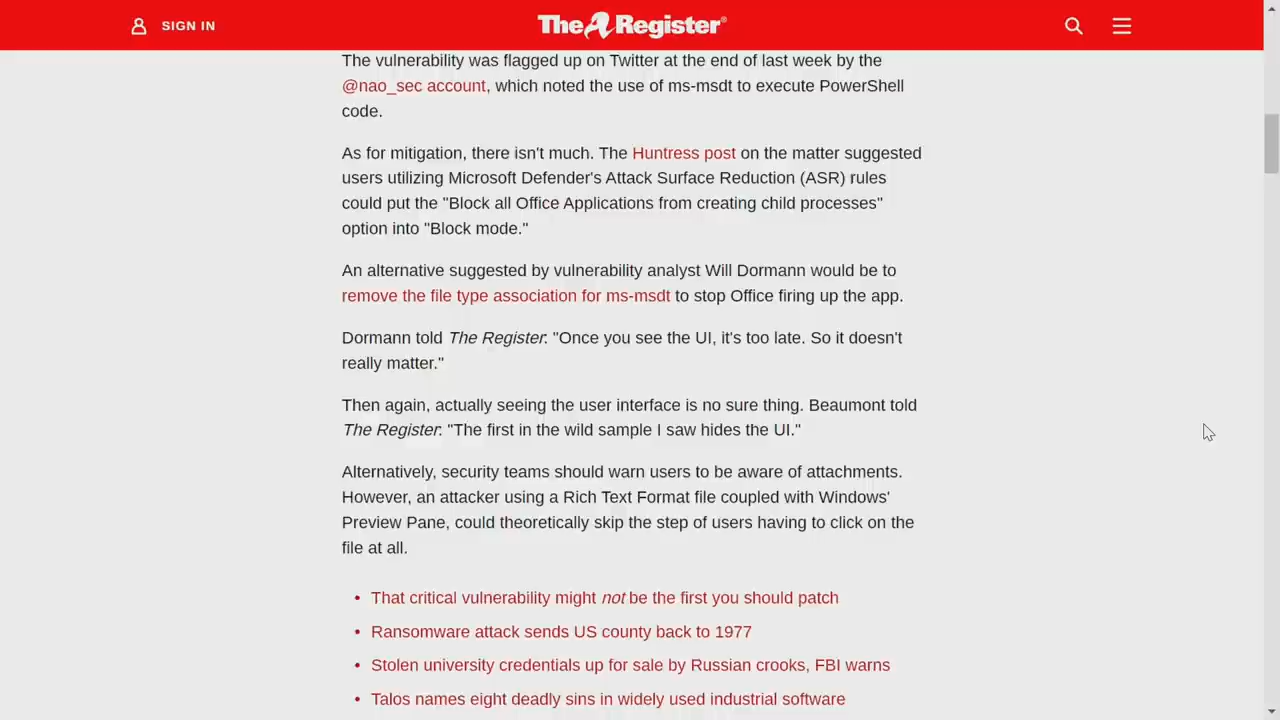 SIGN IN
The Register®
The vulnerability was flagged up on Twitter at the end of last week by the
@nao_sec account, which noted the use of ms-msdt to execute PowerShell
code.
As for mitigation, there isn't much. The Huntress post on the matter suggested
users utilizing Microsoft Defender's Attack Surface Reduction (ASR) rules
could put the "Block all Office Applications from creating child processes"
option into "Block mode."
An alternative suggested by vulnerability analyst Will Dormann would be to
remove the file type association for ms-msdt to stop Office firing up the app.
Dormann told The Register: "Once you see the UI, it's too late. So it doesn't
really matter."
Then again, actually seeing the user interface is no sure thing. Beaumont told
The Register: "The first in the wild sample I saw hides the UI."
Alternatively, security teams should warn users to be aware of attachments.
However, an attacker using a Rich Text Format file coupled with Windows'
Preview Pane, could theoretically skip the step of users having to click on the
file at all.
• That critical vulnerability might not be the first you should patch
• Ransomware attack sends US county back to 1977
• Stolen university credentials up for sale by Russian crooks, FBI warns
• Talos names eight deadly sins in widely used industrial software